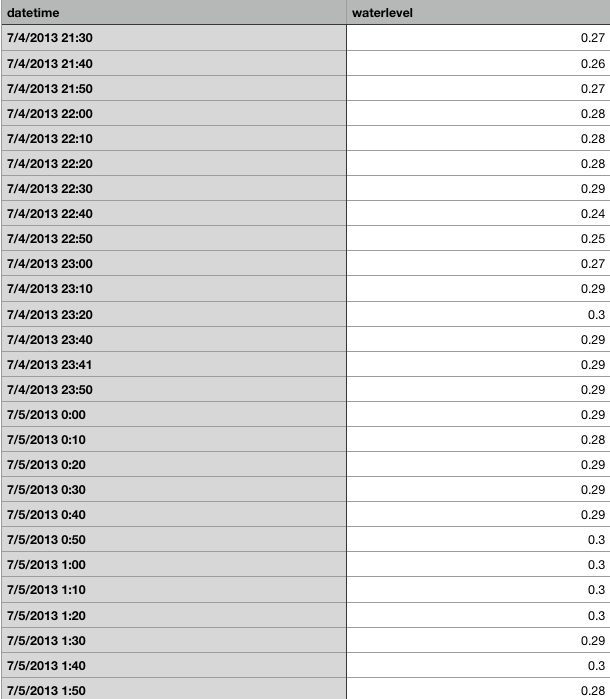 datetime waterlevel
7/4/2013 21:30 0.27
7/4/2013 21:40 0.26
7/4/2013 21:50 0.27
7/4/2013 22:00 0.28
7/4/2013 22:10 0.28
7/4/2013 22:20 0.28
7/4/2013 22:30 0.29
7/4/2013 22:40 0.24
7/4/2013 22:50 0.25
7/4/2013 23:00 0.27
7/4/2013 23:10 0.29
7/4/2013 23:20 0.3
7/4/2013 23:40 0.29
7/4/2013 23:41 0.29
7/4/2013 23:50 0.29
7/5/2013 0:00 0.29
7/5/2013 0:10 0.28
7/5/2013 0:20 0.29
7/5/2013 0:30 0.29
7/5/2013 0:40 0.29
7/5/2013 0:50 0.3
7/5/2013 1:00 0.3
7/5/2013 1:10 0.3
7/5/2013 1:20 0.3
7/5/2013 1:30 0.29
7/5/2013 1:40 0.3
7/5/2013 1:50 0.28